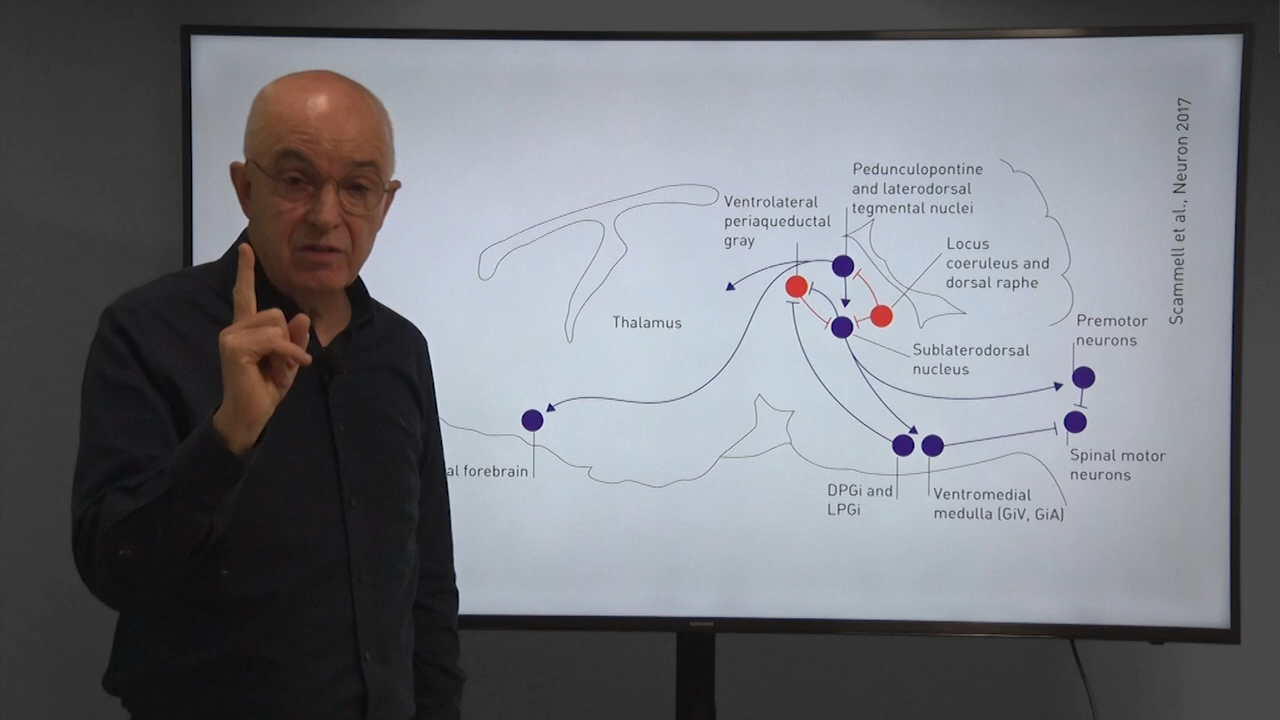 Pedunculopontine
and laterodorsal
tegmental nuclei
Ventrolateral
periaqueductal
gray
Locus
coeruleus and
dorsal raphe
Scammell et al., Neuron 2017
Thalamus
Premotor
neurons
Sublaterodorsal
nucleus
al forebrain
Spinal motor
neurons
DPGi and
LPGi
Ventromedial
medulla (GiV, GiA)
SAMSUNG